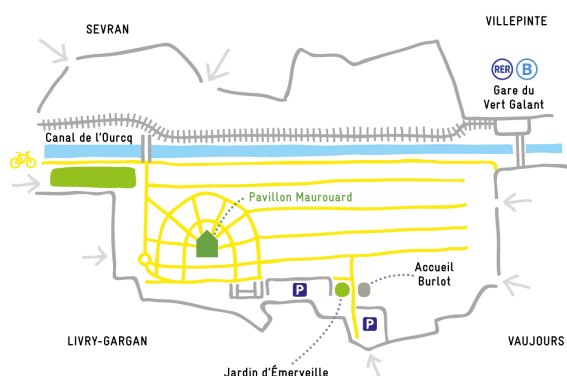 SEVRAN
VILLEPINTE
RER B
Gare du
Vert Galant
Canal de l'Ourcq
Pavillon Maurouard
P
Accueil
Burlot
P
LIVRY-GARGAN
VAUJOURS
Jardin d'Émerveille